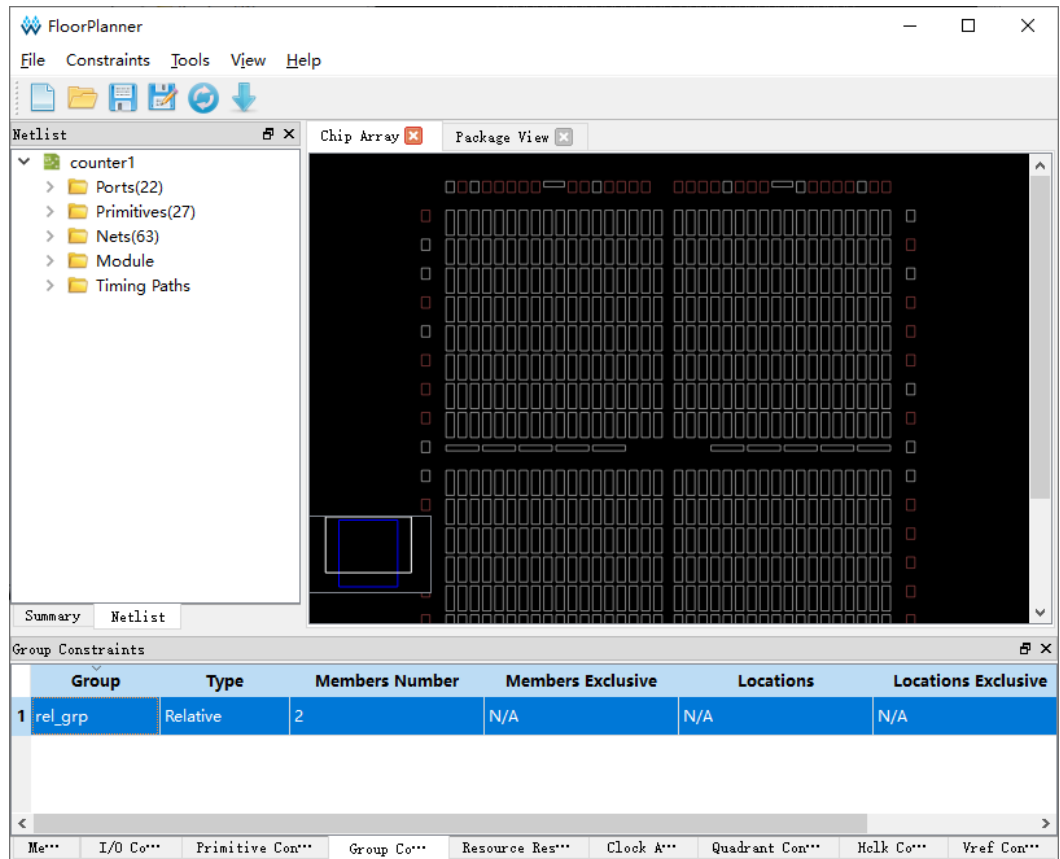 FloorPlanner
File Constraints Tools View Help
Netlist
Chip Array Package View
counter1
Ports(22)
Primitives(27)
Nets(63)
Module
Timing Paths
Summary Netlist
Group Constraints
Group Type Members Number Members Exclusive Locations Locations Exclusive
1 rel_grp Relative 2 N/A N/A N/A
Me··· I/O Co··· Primitive Con··· Group Co··· Resource Res··· Clock A··· Quadrant Con··· Hclk Co··· Vref Con···